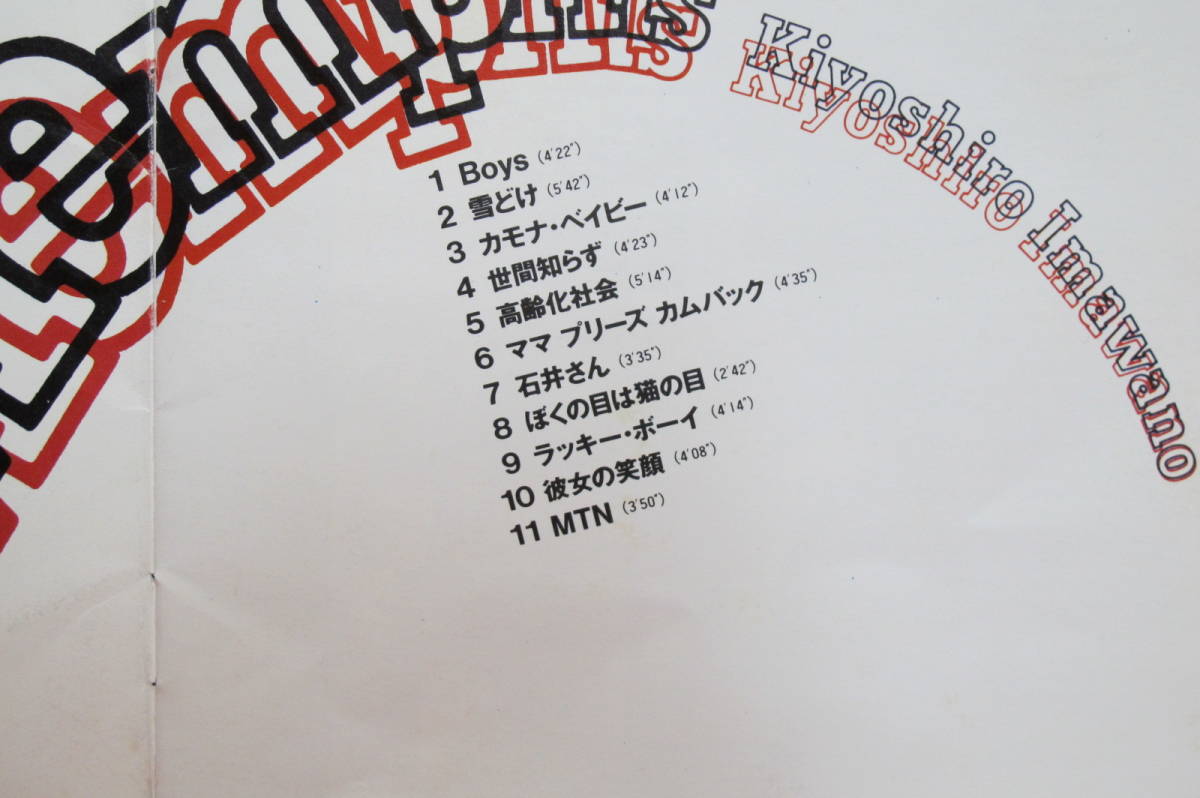 emphis
Kiyoshiro Imawano
1 Boys (4'22")
2 雪どけ (5'42")
3 カモナ・ベイビー (4'12")
4 世間知らず (4'23")
5 高齢化社会 (5'14")
6 ママ プリーズ カムバック (4'35")
7 石井さん (3'35")
8 ぼくの目は猫の目 (2'42")
9 ラッキー・ボーイ (4'14")
10 彼女の笑顔 (4'08")
11 MTN (3'50")